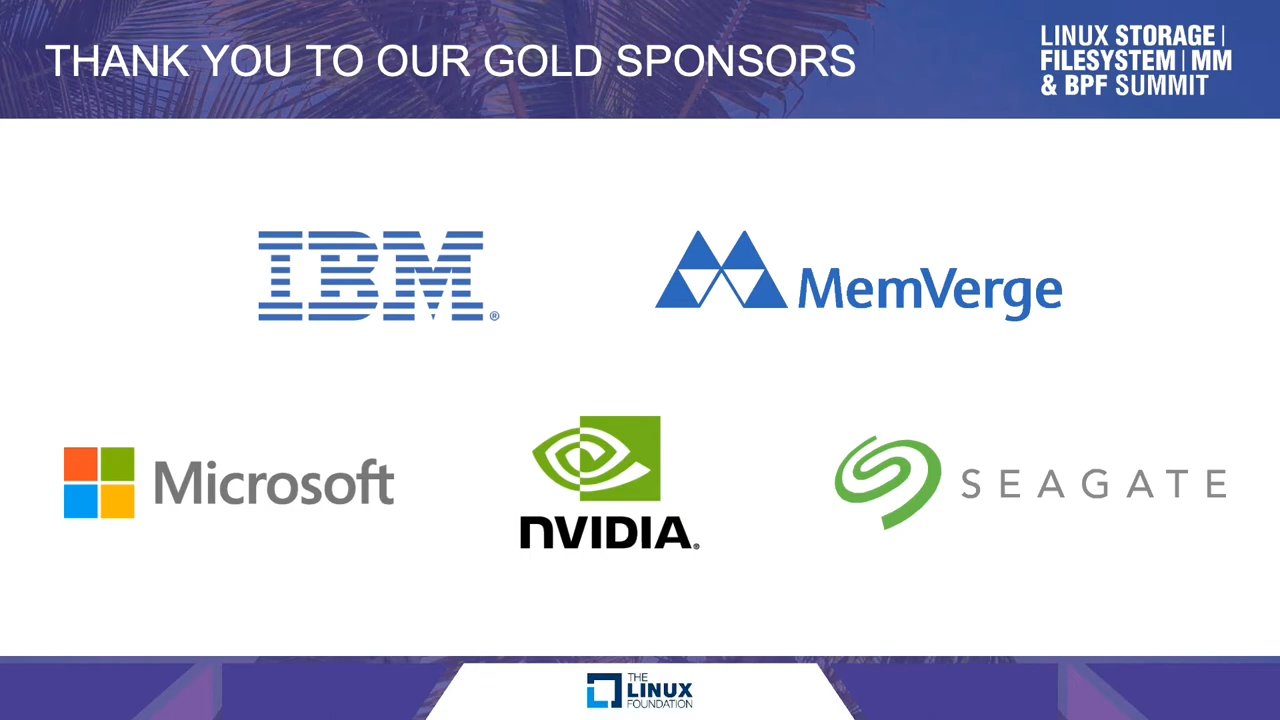 THANK YOU TO OUR GOLD SPONSORS
LINUX STORAGE |
FILESYSTEM | MM
& BPF SUMMIT
IBM®
MemVerge
Microsoft
NVIDIA®
SEAGATE
THE
LINUX
FOUNDATION